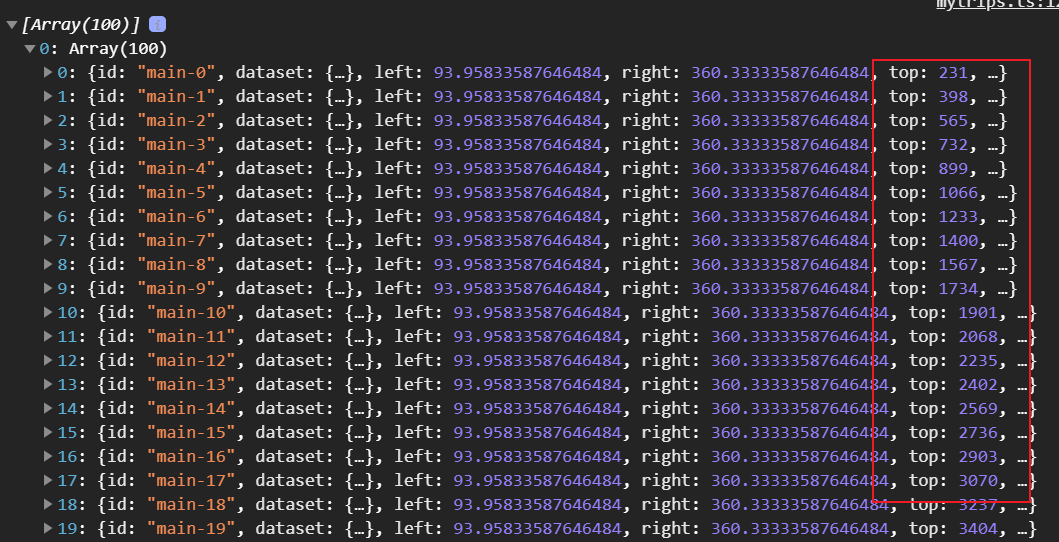 mytrips.ts:12
▼[Array(100)] i
▼0: Array(100)
▶0: {id: "main-0", dataset: {…}, left: 93.95833587646484, right: 360.33333587646484, top: 231, …}
▶1: {id: "main-1", dataset: {…}, left: 93.95833587646484, right: 360.33333587646484, top: 398, …}
▶2: {id: "main-2", dataset: {…}, left: 93.95833587646484, right: 360.33333587646484, top: 565, …}
▶3: {id: "main-3", dataset: {…}, left: 93.95833587646484, right: 360.33333587646484, top: 732, …}
▶4: {id: "main-4", dataset: {…}, left: 93.95833587646484, right: 360.33333587646484, top: 899, …}
▶5: {id: "main-5", dataset: {…}, left: 93.95833587646484, right: 360.33333587646484, top: 1066, …}
▶6: {id: "main-6", dataset: {…}, left: 93.95833587646484, right: 360.33333587646484, top: 1233, …}
▶7: {id: "main-7", dataset: {…}, left: 93.95833587646484, right: 360.33333587646484, top: 1400, …}
▶8: {id: "main-8", dataset: {…}, left: 93.95833587646484, right: 360.33333587646484, top: 1567, …}
▶9: {id: "main-9", dataset: {…}, left: 93.95833587646484, right: 360.33333587646484, top: 1734, …}
▶10: {id: "main-10", dataset: {…}, left: 93.95833587646484, right: 360.33333587646484, top: 1901, …}
▶11: {id: "main-11", dataset: {…}, left: 93.95833587646484, right: 360.33333587646484, top: 2068, …}
▶12: {id: "main-12", dataset: {…}, left: 93.95833587646484, right: 360.33333587646484, top: 2235, …}
▶13: {id: "main-13", dataset: {…}, left: 93.95833587646484, right: 360.33333587646484, top: 2402, …}
▶14: {id: "main-14", dataset: {…}, left: 93.95833587646484, right: 360.33333587646484, top: 2569, …}
▶15: {id: "main-15", dataset: {…}, left: 93.95833587646484, right: 360.33333587646484, top: 2736, …}
▶16: {id: "main-16", dataset: {…}, left: 93.95833587646484, right: 360.33333587646484, top: 2903, …}
▶17: {id: "main-17", dataset: {…}, left: 93.95833587646484, right: 360.33333587646484, top: 3070, …}
▶18: {id: "main-18", dataset: {…}, left: 93.95833587646484, right: 360.33333587646484, top: 3237, …}
▶19: {id: "main-19", dataset: {…}, left: 93.95833587646484, right: 360.33333587646484, top: 3404, …}